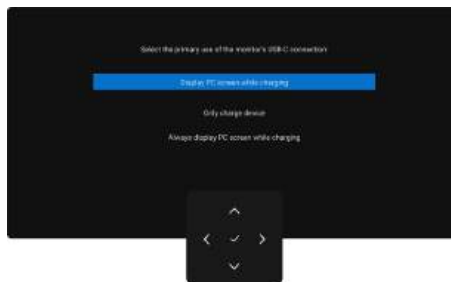 Select the primary use of the monitor's USB-C connection
Display PC screen while charging
Only charge device
Always display PC screen while charging